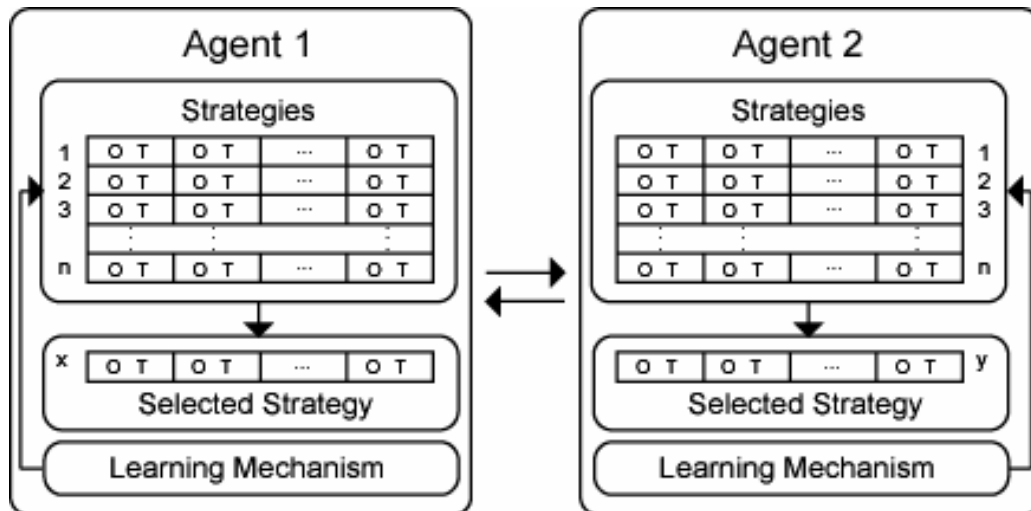 Agent 1
Strategies
1 O T O T ... O T
2 O T O T ... O T
3 O T O T ... O T
: : :
n O T O T ... O T
x O T O T ... O T
Selected Strategy
Learning Mechanism
Agent 2
Strategies
O T O T ... O T 1
O T O T ... O T 2
O T O T ... O T 3
: : :
O T O T ... O T n
O T O T ... O T y
Selected Strategy
Learning Mechanism